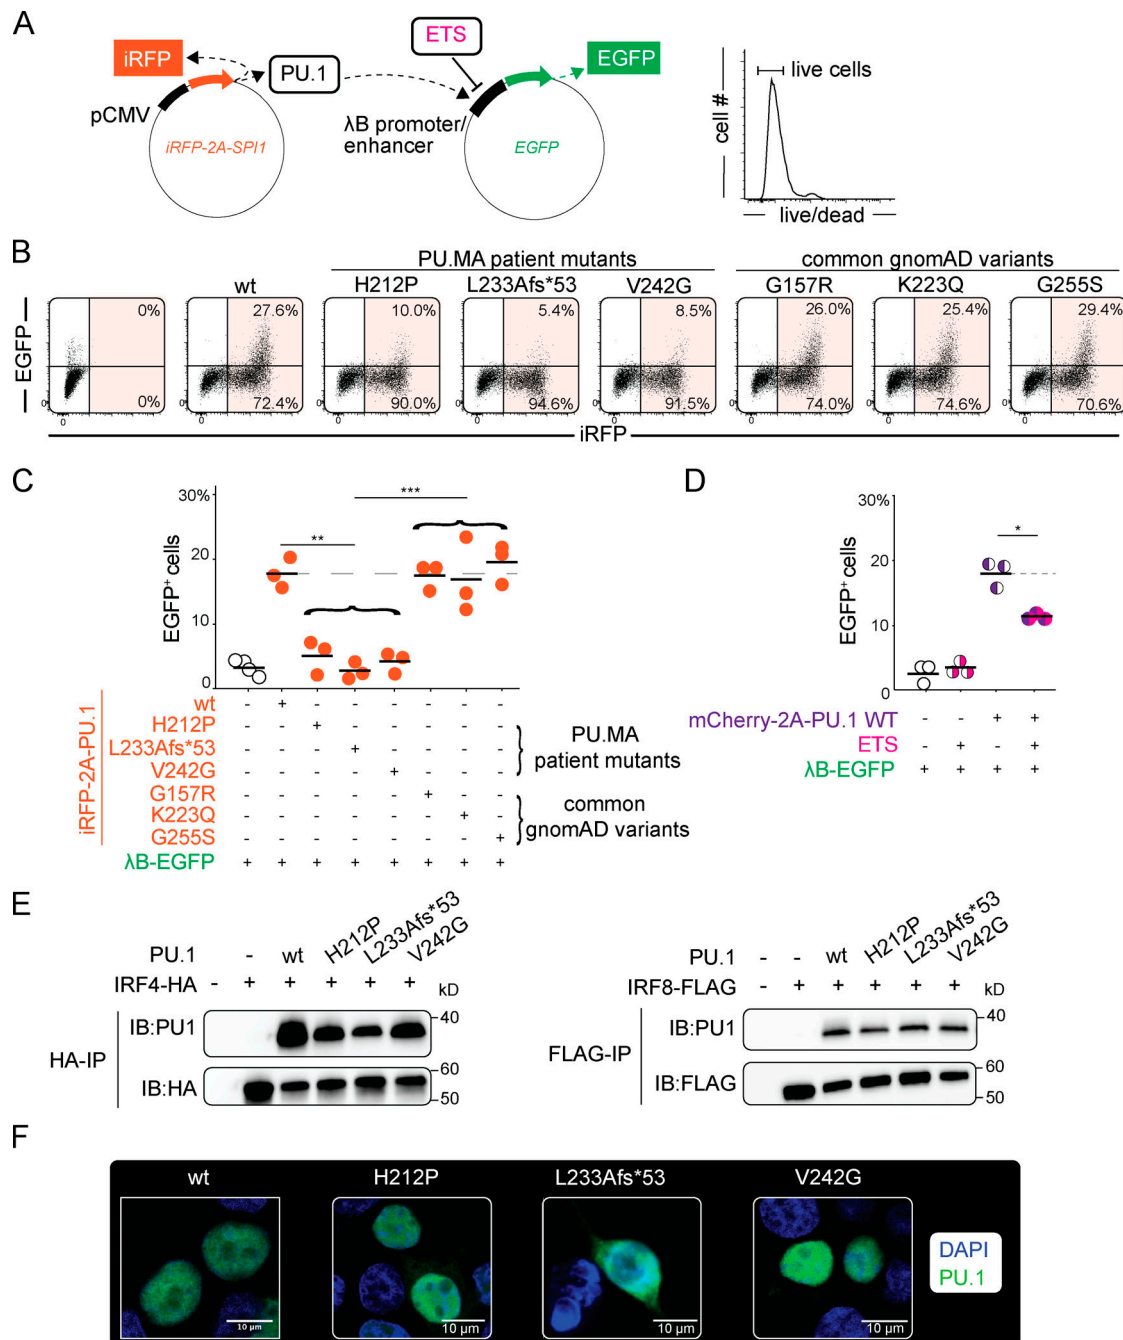 A
iRFP
PU.1
ETS
EGFP
pCMV
iRFP-2A-SPI1
λB promoter/
enhancer
EGFP
cell #
live cells
live/dead
B
PU.MA patient mutants
common gnomAD variants
wt
H212P
L233Afs*53
V242G
G157R
K223Q
G255S
EGFP
0%
27.6%
10.0%
5.4%
8.5%
26.0%
25.4%
29.4%
0%
72.4%
90.0%
94.6%
91.5%
74.0%
74.6%
70.6%
0 0 0 0 0 0 0 0
iRFP
C
EGFP+ cells
30%
20
10
0
**
***
iRFP-2A-PU.1
wt - + - - - - - -
H212P - - + - - - - -
L233Afs*53 - - - + - - - -
V242G - - - - + - - -
G157R - - - - - + - -
K223Q - - - - - - + -
G255S - - - - - - - +
λB-EGFP + + + + + + + +
PU.MA
patient mutants
common
gnomAD variants
D
EGFP+ cells
30%
20
10
0
*
mCherry-2A-PU.1 WT - - + +
ETS - + - +
λB-EGFP + + + +
E
PU.1 - wt H212P L233Afs*53 V242G
IRF4-HA - + + + + + kD
HA-IP
IB:PU1
40
IB:HA
60
50
PU.1 - - wt H212P L233Afs*53 V242G
IRF8-FLAG - + + + + + kD
FLAG-IP
IB:PU1
40
IB:FLAG
60
50
F
wt
H212P
L233Afs*53
V242G
10 μm
10 μm
10 μm
10 μm
DAPI
PU.1